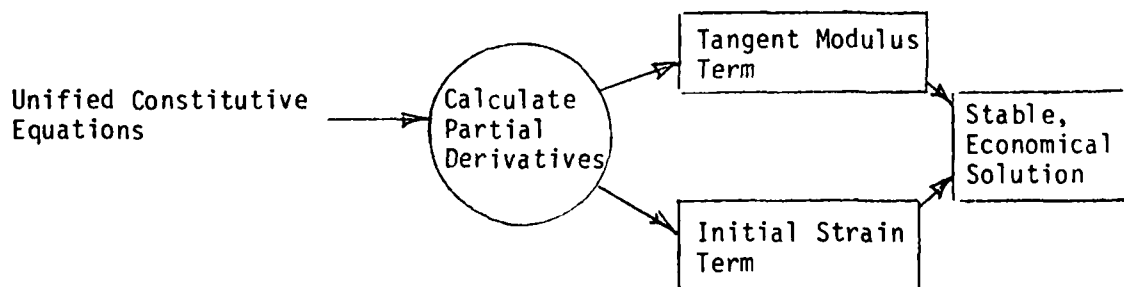 Unified Constitutive
Equations
Calculate
Partial
Derivatives
Tangent Modulus
Term
Initial Strain
Term
Stable,
Economical
Solution